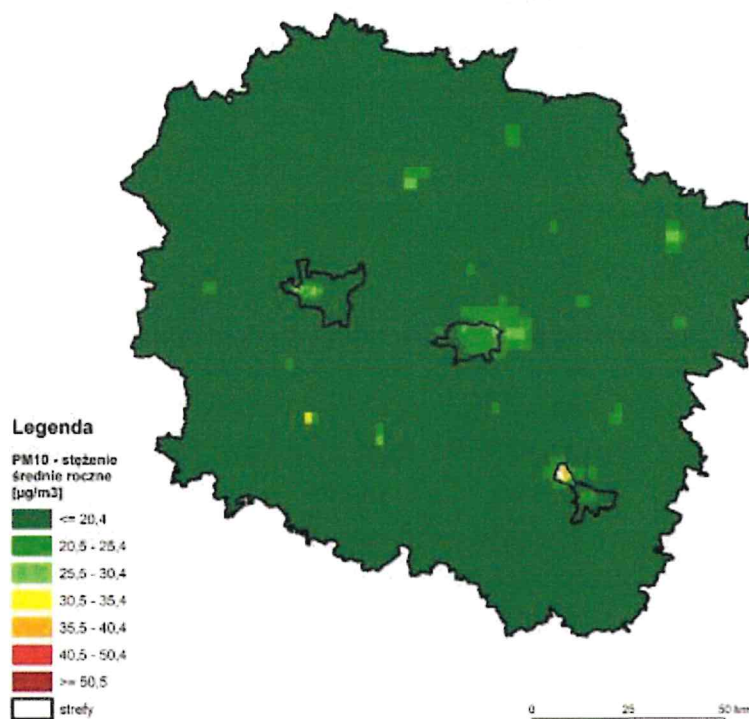 Legenda
PM10 - stężenie
średnie roczne
[µg/m3]
<= 20,4
20,5 - 25,4
25,5 - 30,4
30,5 - 35,4
35,5 - 40,4
40,5 - 50,4
>= 50,5
strefy
0 25 50 km